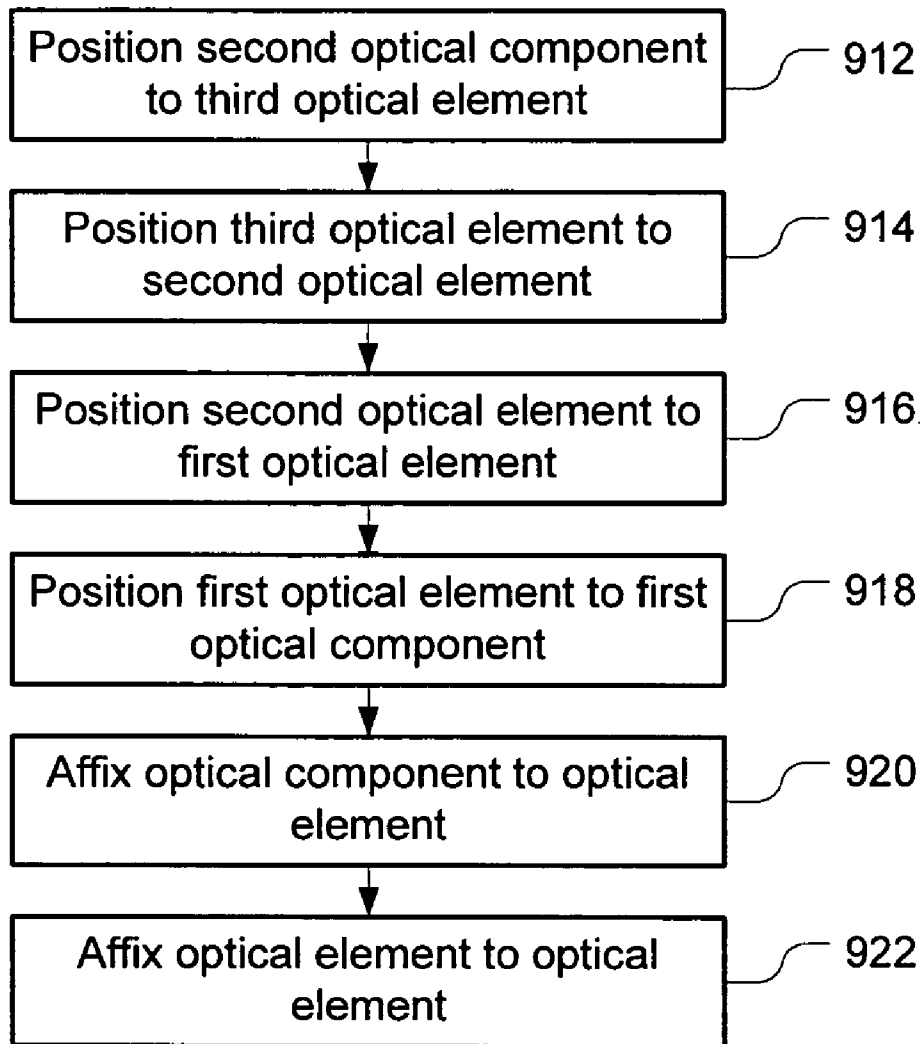 Position second optical component
to third optical element
912
Position third optical element to
second optical element
914
Position second optical element to
first optical element
916
Position first optical element to first
optical component
918
Affix optical component to optical
element
920
Affix optical element to optical
element
922